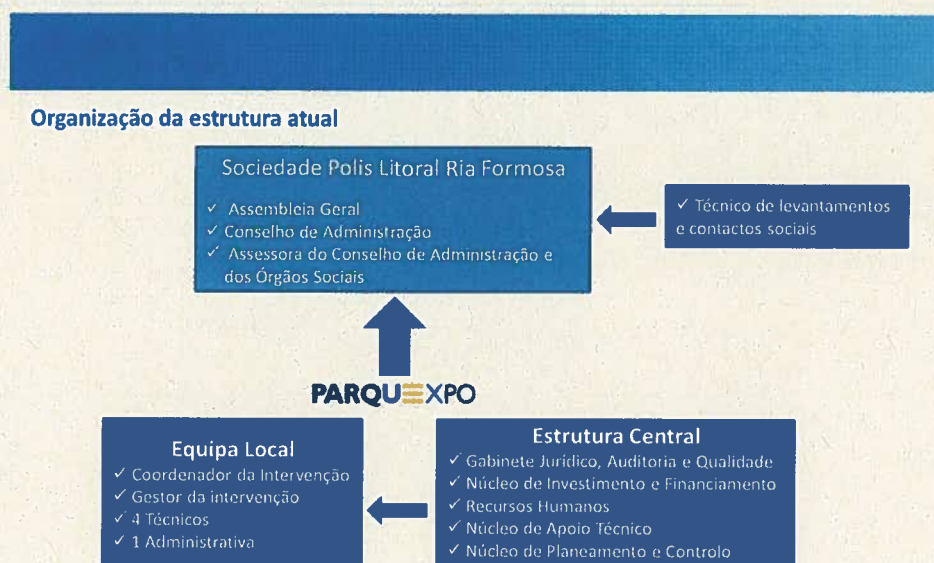 Organização da estrutura atual
Sociedade Polis Litoral Ria Formosa
✓ Assembleia Geral
✓ Conselho de Administração
✓ Assessora do Conselho de Administração e
dos Órgãos Sociais
✓ Técnico de levantamentos
e contactos sociais
PARQUEXPO
Equipa Local
✓ Coordenador da Intervenção
✓ Gestor da intervenção
✓ 4 Técnicos
✓ 1 Administrativa
Estrutura Central
✓ Gabinete Jurídico, Auditoria e Qualidade
✓ Núcleo de Investimento e Financiamento
✓ Recursos Humanos
✓ Núcleo de Apoio Técnico
✓ Núcleo de Planeamento e Controlo